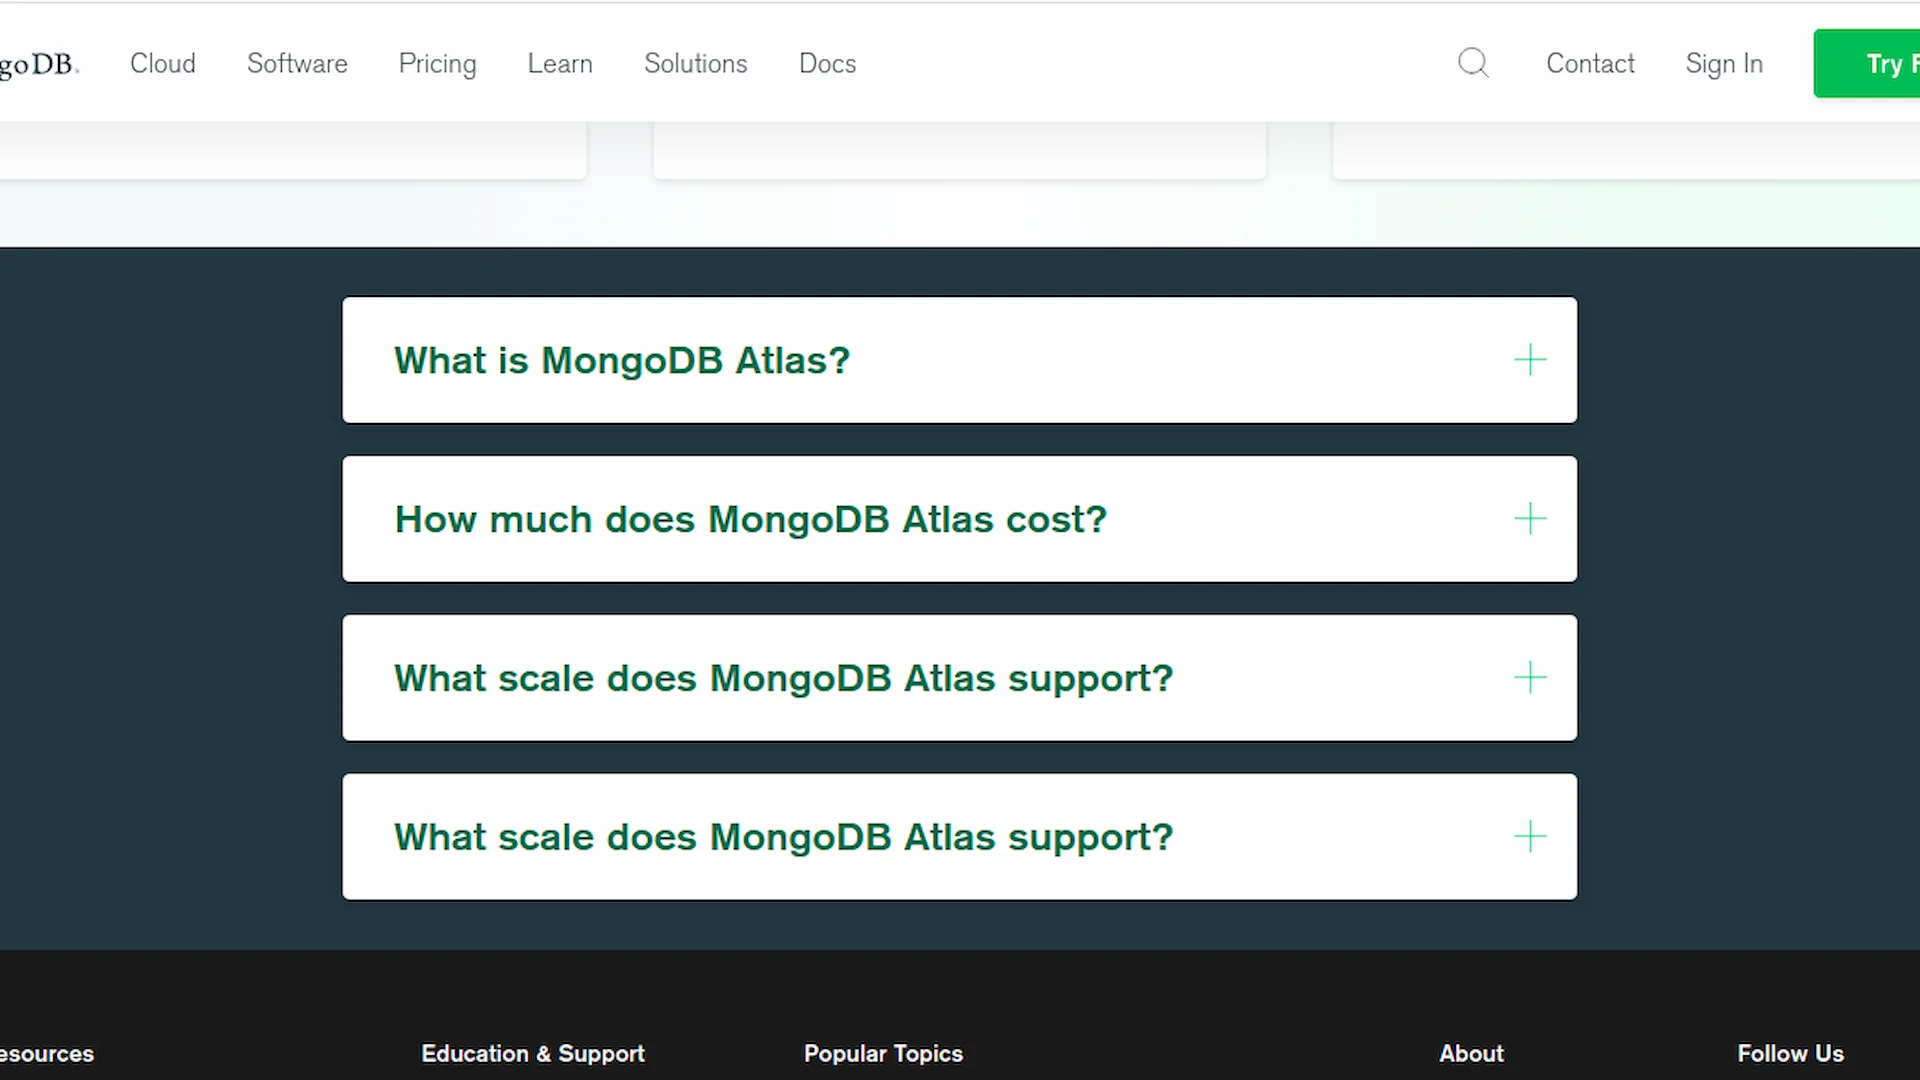 goDB.
Cloud Software Pricing Learn Solutions Docs Contact Sign In Try F
What is MongoDB Atlas?
How much does MongoDB Atlas cost?
What scale does MongoDB Atlas support?
What scale does MongoDB Atlas support?
esources Education & Support Popular Topics About Follow Us